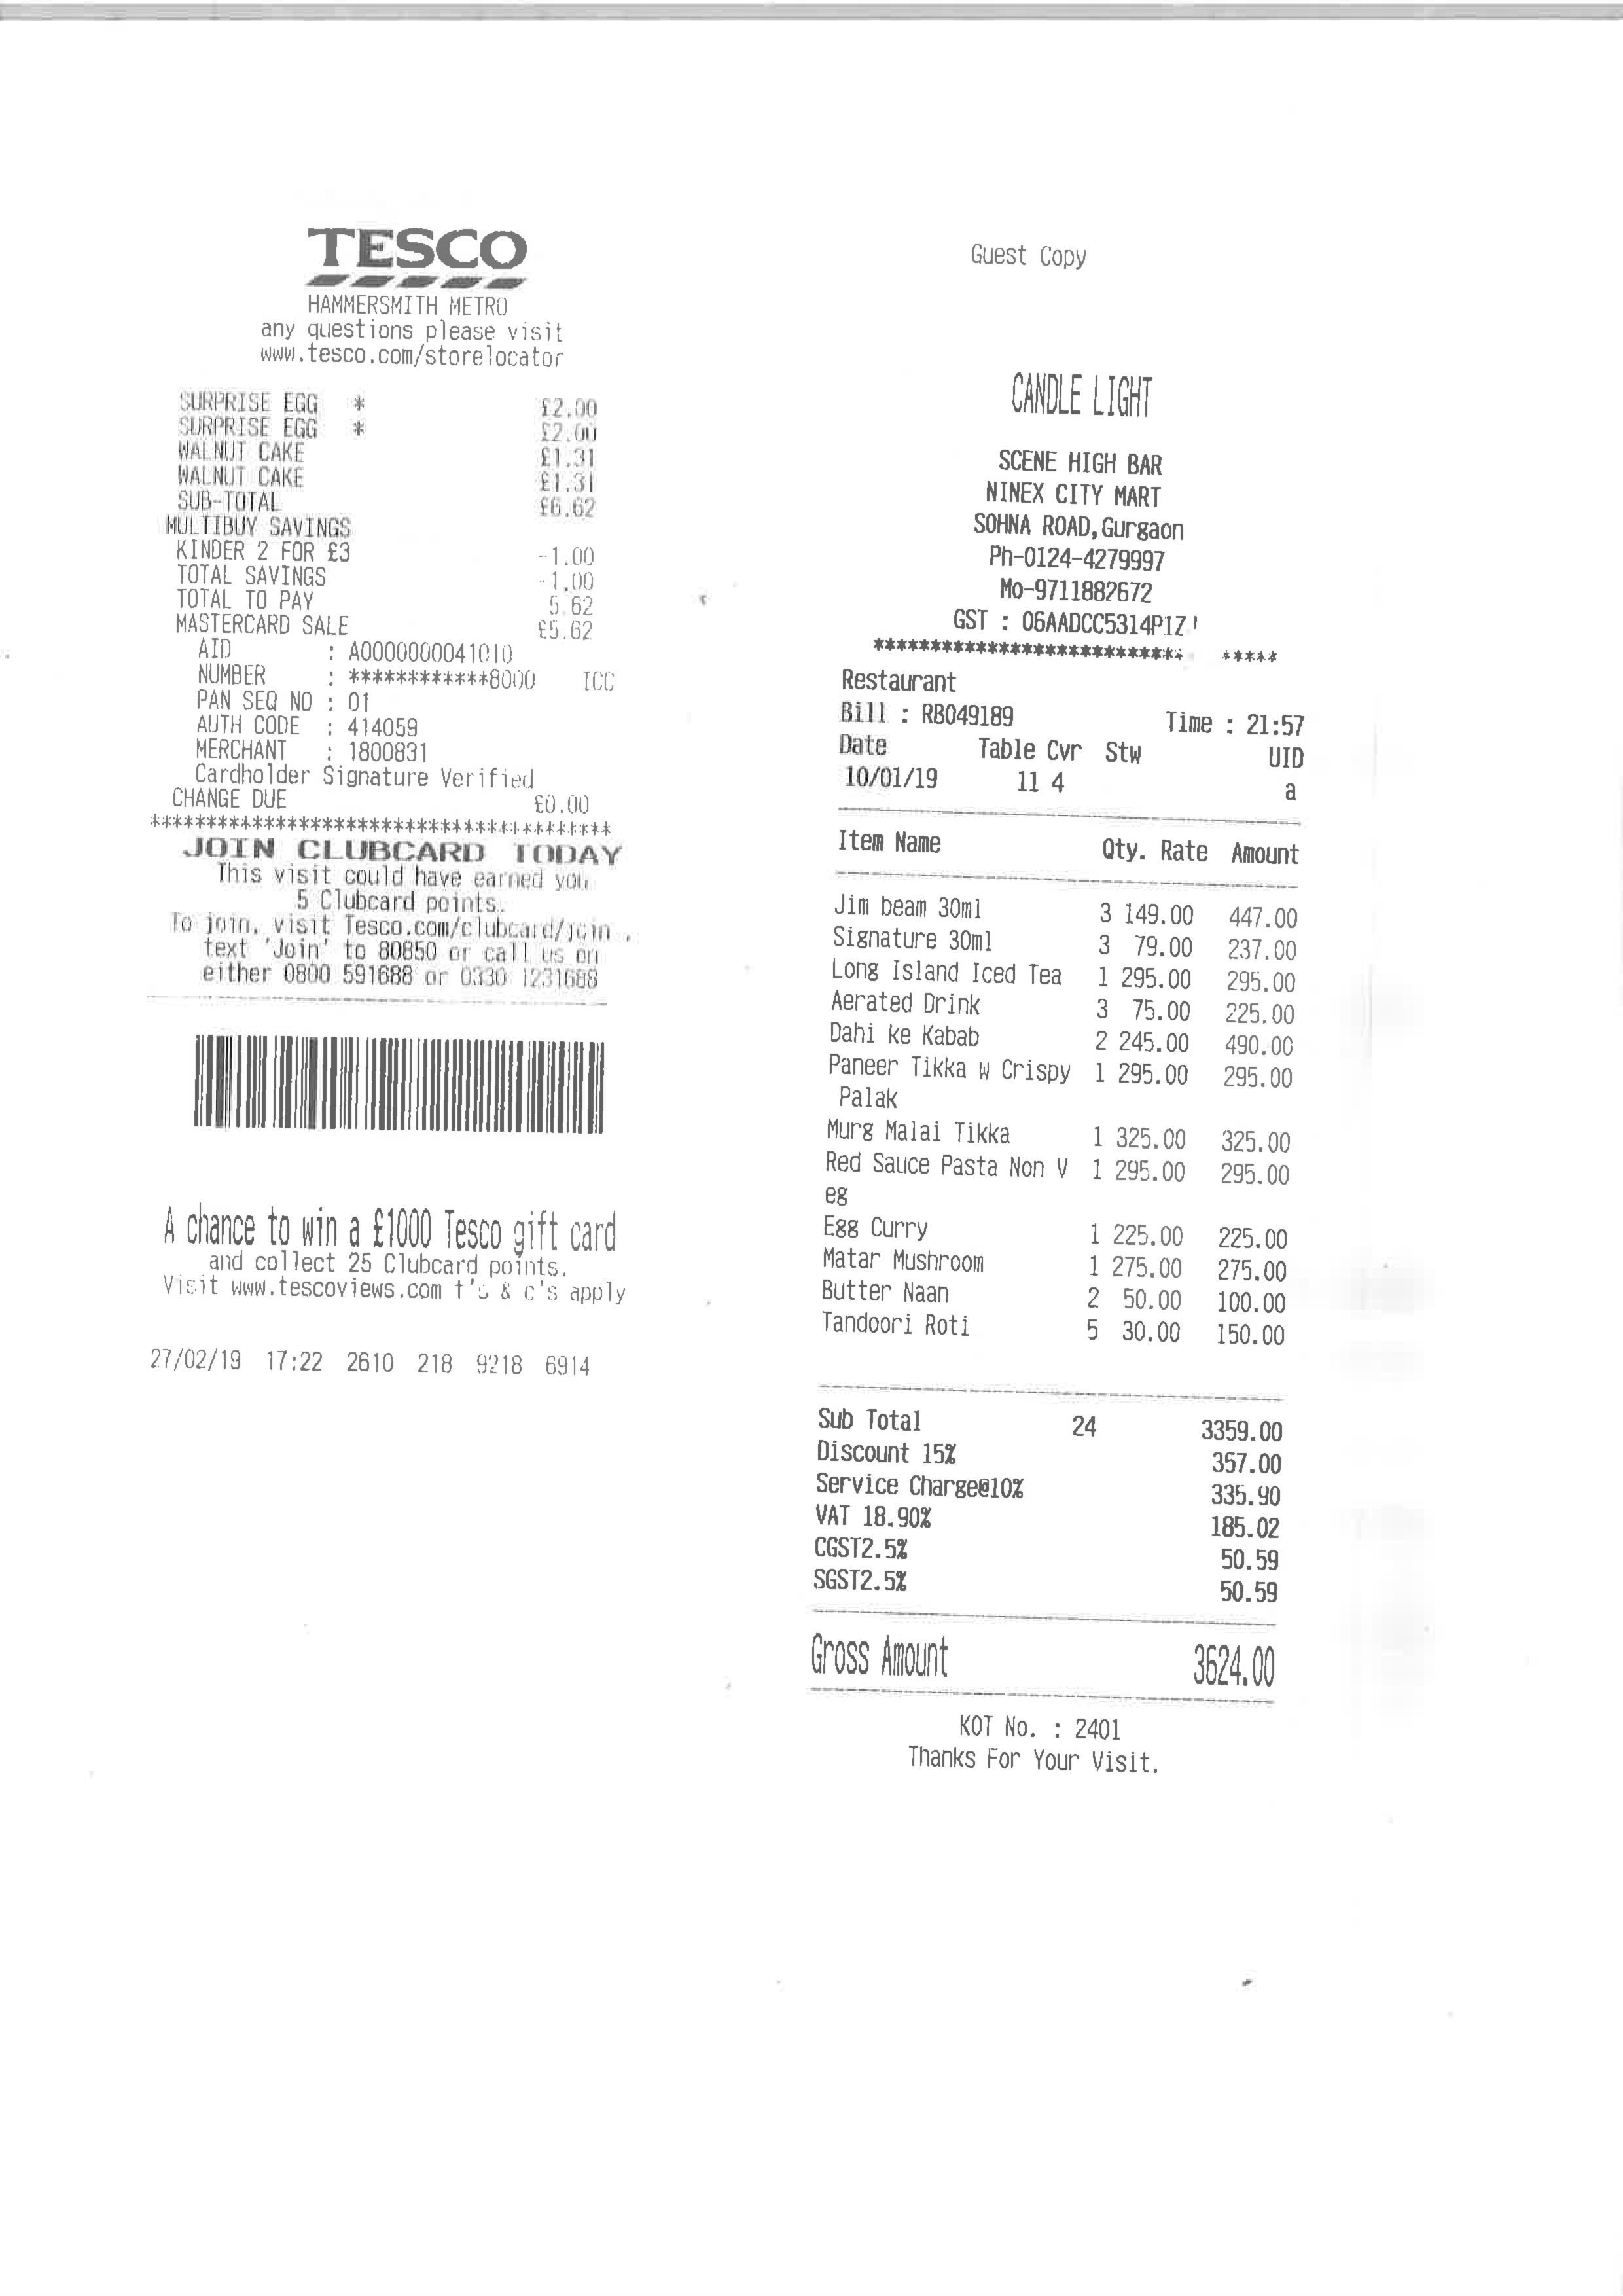 TESCO
HAMMERSMITH METRO
any questions please visit
www.tesco.com/storelocator
SURPRISE EGG * £2.00
SURPRISE EGG * £2.00
WALNUT CAKE £1.31
WALNUT CAKE £1.31
SUB-TOTAL £6.62
MULTIBUY SAVINGS
KINDER 2 FOR £3 -1.00
TOTAL SAVINGS -1.00
TOTAL TO PAY 5.62
MASTERCARD SALE £5.62
AID : A0000000041010
NUMBER : ************8000 ICC
PAN SEQ NO : 01
AUTH CODE : 414059
MERCHANT : 1800831
Cardholder Signature Verified
CHANGE DUE £0.00
***************************************
JOIN CLUBCARD TODAY
This visit could have earned you
5 Clubcard points.
To join, visit Tesco.com/clubcard/join ,
text 'Join' to 80850 or call us on
either 0800 591688 or 0330 1231688
A chance to win a £1000 Tesco gift card
and collect 25 Clubcard points.
Visit www.tescoviews.com t's & c's apply
27/02/19 17:22 2610 218 9218 6914
Guest Copy
CANDLE LIGHT
SCENE HIGH BAR
NINEX CITY MART
SOHNA ROAD,Gurgaon
Ph-0124-4279997
Mo-9711882672
GST : 06AADCC5314P1Z
*************************** *****
Restaurant
Bill : RB049189 Time : 21:57
Date Table Cvr Stw UID
10/01/19 11 4 a
Item Name Qty. Rate Amount
Jim beam 30ml 3 149.00 447.00
Signature 30ml 3 79.00 237.00
Long Island Iced Tea 1 295.00 295.00
Aerated Drink 3 75.00 225.00
Dahi ke Kabab 2 245.00 490.00
Paneer Tikka w Crispy 1 295.00 295.00
Palak
Murg Malai Tikka 1 325.00 325.00
Red Sauce Pasta Non V 1 295.00 295.00
eg
Egg Curry 1 225.00 225.00
Matar Mushroom 1 275.00 275.00
Butter Naan 2 50.00 100.00
Tandoori Roti 5 30.00 150.00
Sub Total 24 3359.00
Discount 15% 357.00
Service Charge@10% 335.90
VAT 18.90% 185.02
CGST2.5% 50.59
SGST2.5% 50.59
Gross Amount 3624.00
KOT No. : 2401
Thanks For Your Visit.